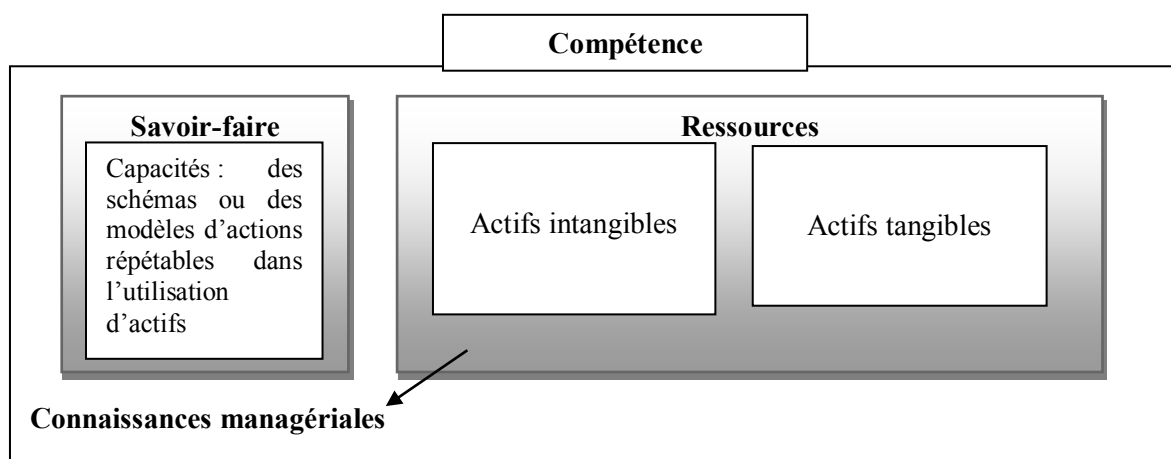 Compétence
Savoir-faire
Capacités : des
schémas ou des
modèles d’actions
répétables dans
l’utilisation
d’actifs
Ressources
Actifs intangibles
Actifs tangibles
Connaissances managériales